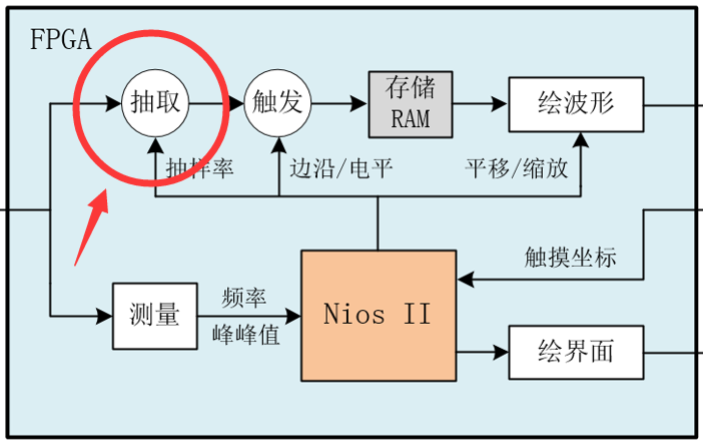 FPGA
抽取
触发
存储
RAM
绘波形
抽样率
边沿/电平
平移/缩放
触摸坐标
测量
频率
峰峰值
Nios II
绘界面